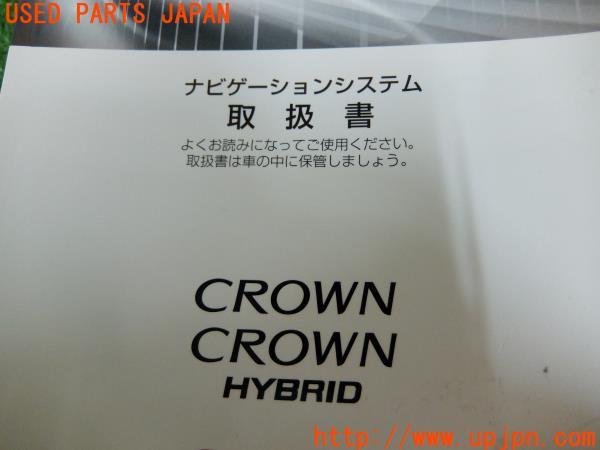 USED PARTS JAPAN
ナビゲーションシステム
取扱書
よくお読みになってご使用ください。
取扱書は車の中に保管しましょう。
CROWN
CROWN
HYBRID
http://www.upjpn.com/